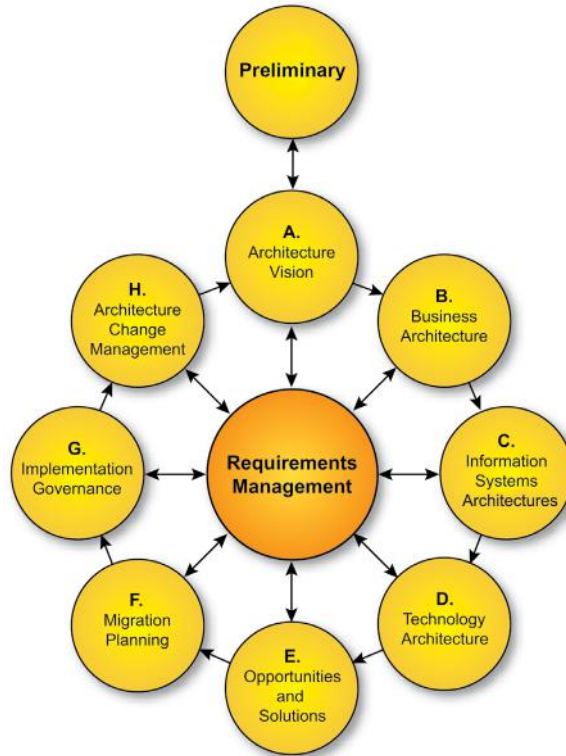 Preliminary
A.
Architecture
Vision
B.
Business
Architecture
C.
Information
Systems
Architectures
D.
Technology
Architecture
E.
Opportunities
and
Solutions
F.
Migration
Planning
G.
Implementation
Governance
H.
Architecture
Change
Management
Requirements
Management